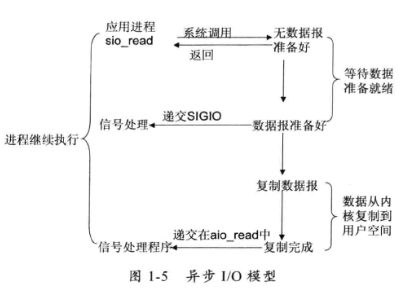 应用进程
sio_read
系统调用
返回
无数据报
准备好
等待数据
准备就绪
信号处理
递交SIGIO
数据报准备好
进程继续执行
复制数据报
数据从内
核复制到
用户空间
信号处理程序
递交在aio_read中
复制完成
图 1-5 异步 I/O 模型